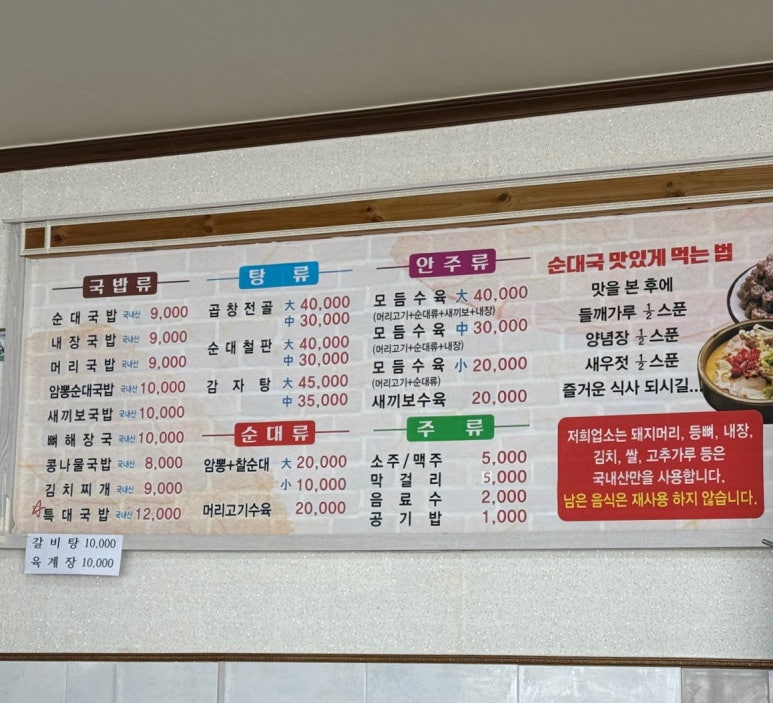 국밥류
순대국밥 국내산 9,000
내장국밥 국내산 9,000
머리국밥 국내산 9,000
암뽕순대국밥 국내산 10,000
새끼보국밥 국내산 10,000
뼈해장국 국내산 10,000
콩나물국밥 국내산 8,000
김치찌개 국내산 9,000
특대국밥 국내산 12,000
갈비탕 10,000
육계장 10,000
탕류
곱창전골 大 40,000
中 30,000
순대철판 大 40,000
中 30,000
감자탕 大 45,000
中 35,000
순대류
암뽕+찰순대 大 20,000
小 10,000
머리고기수육 20,000
안주류
모듬수육 大 40,000
(머리고기+순대류+새끼보+내장)
모듬수육 中 30,000
(머리고기+순대류+내장)
모듬수육 小 20,000
(머리고기+순대류)
새끼보수육 20,000
주류
소주/맥주 5,000
막걸리 5,000
음료수 2,000
공기밥 1,000
순대국 맛있게 먹는 법
맛을 본 후에
들깨가루 ½스푼
양념장 ½스푼
새우젓 ½스푼
즐거운 식사 되시길...
저희업소는 돼지머리, 등뼈, 내장,
김치, 쌀, 고추가루 등은
국내산만을 사용합니다.
남은 음식은 재사용 하지 않습니다.